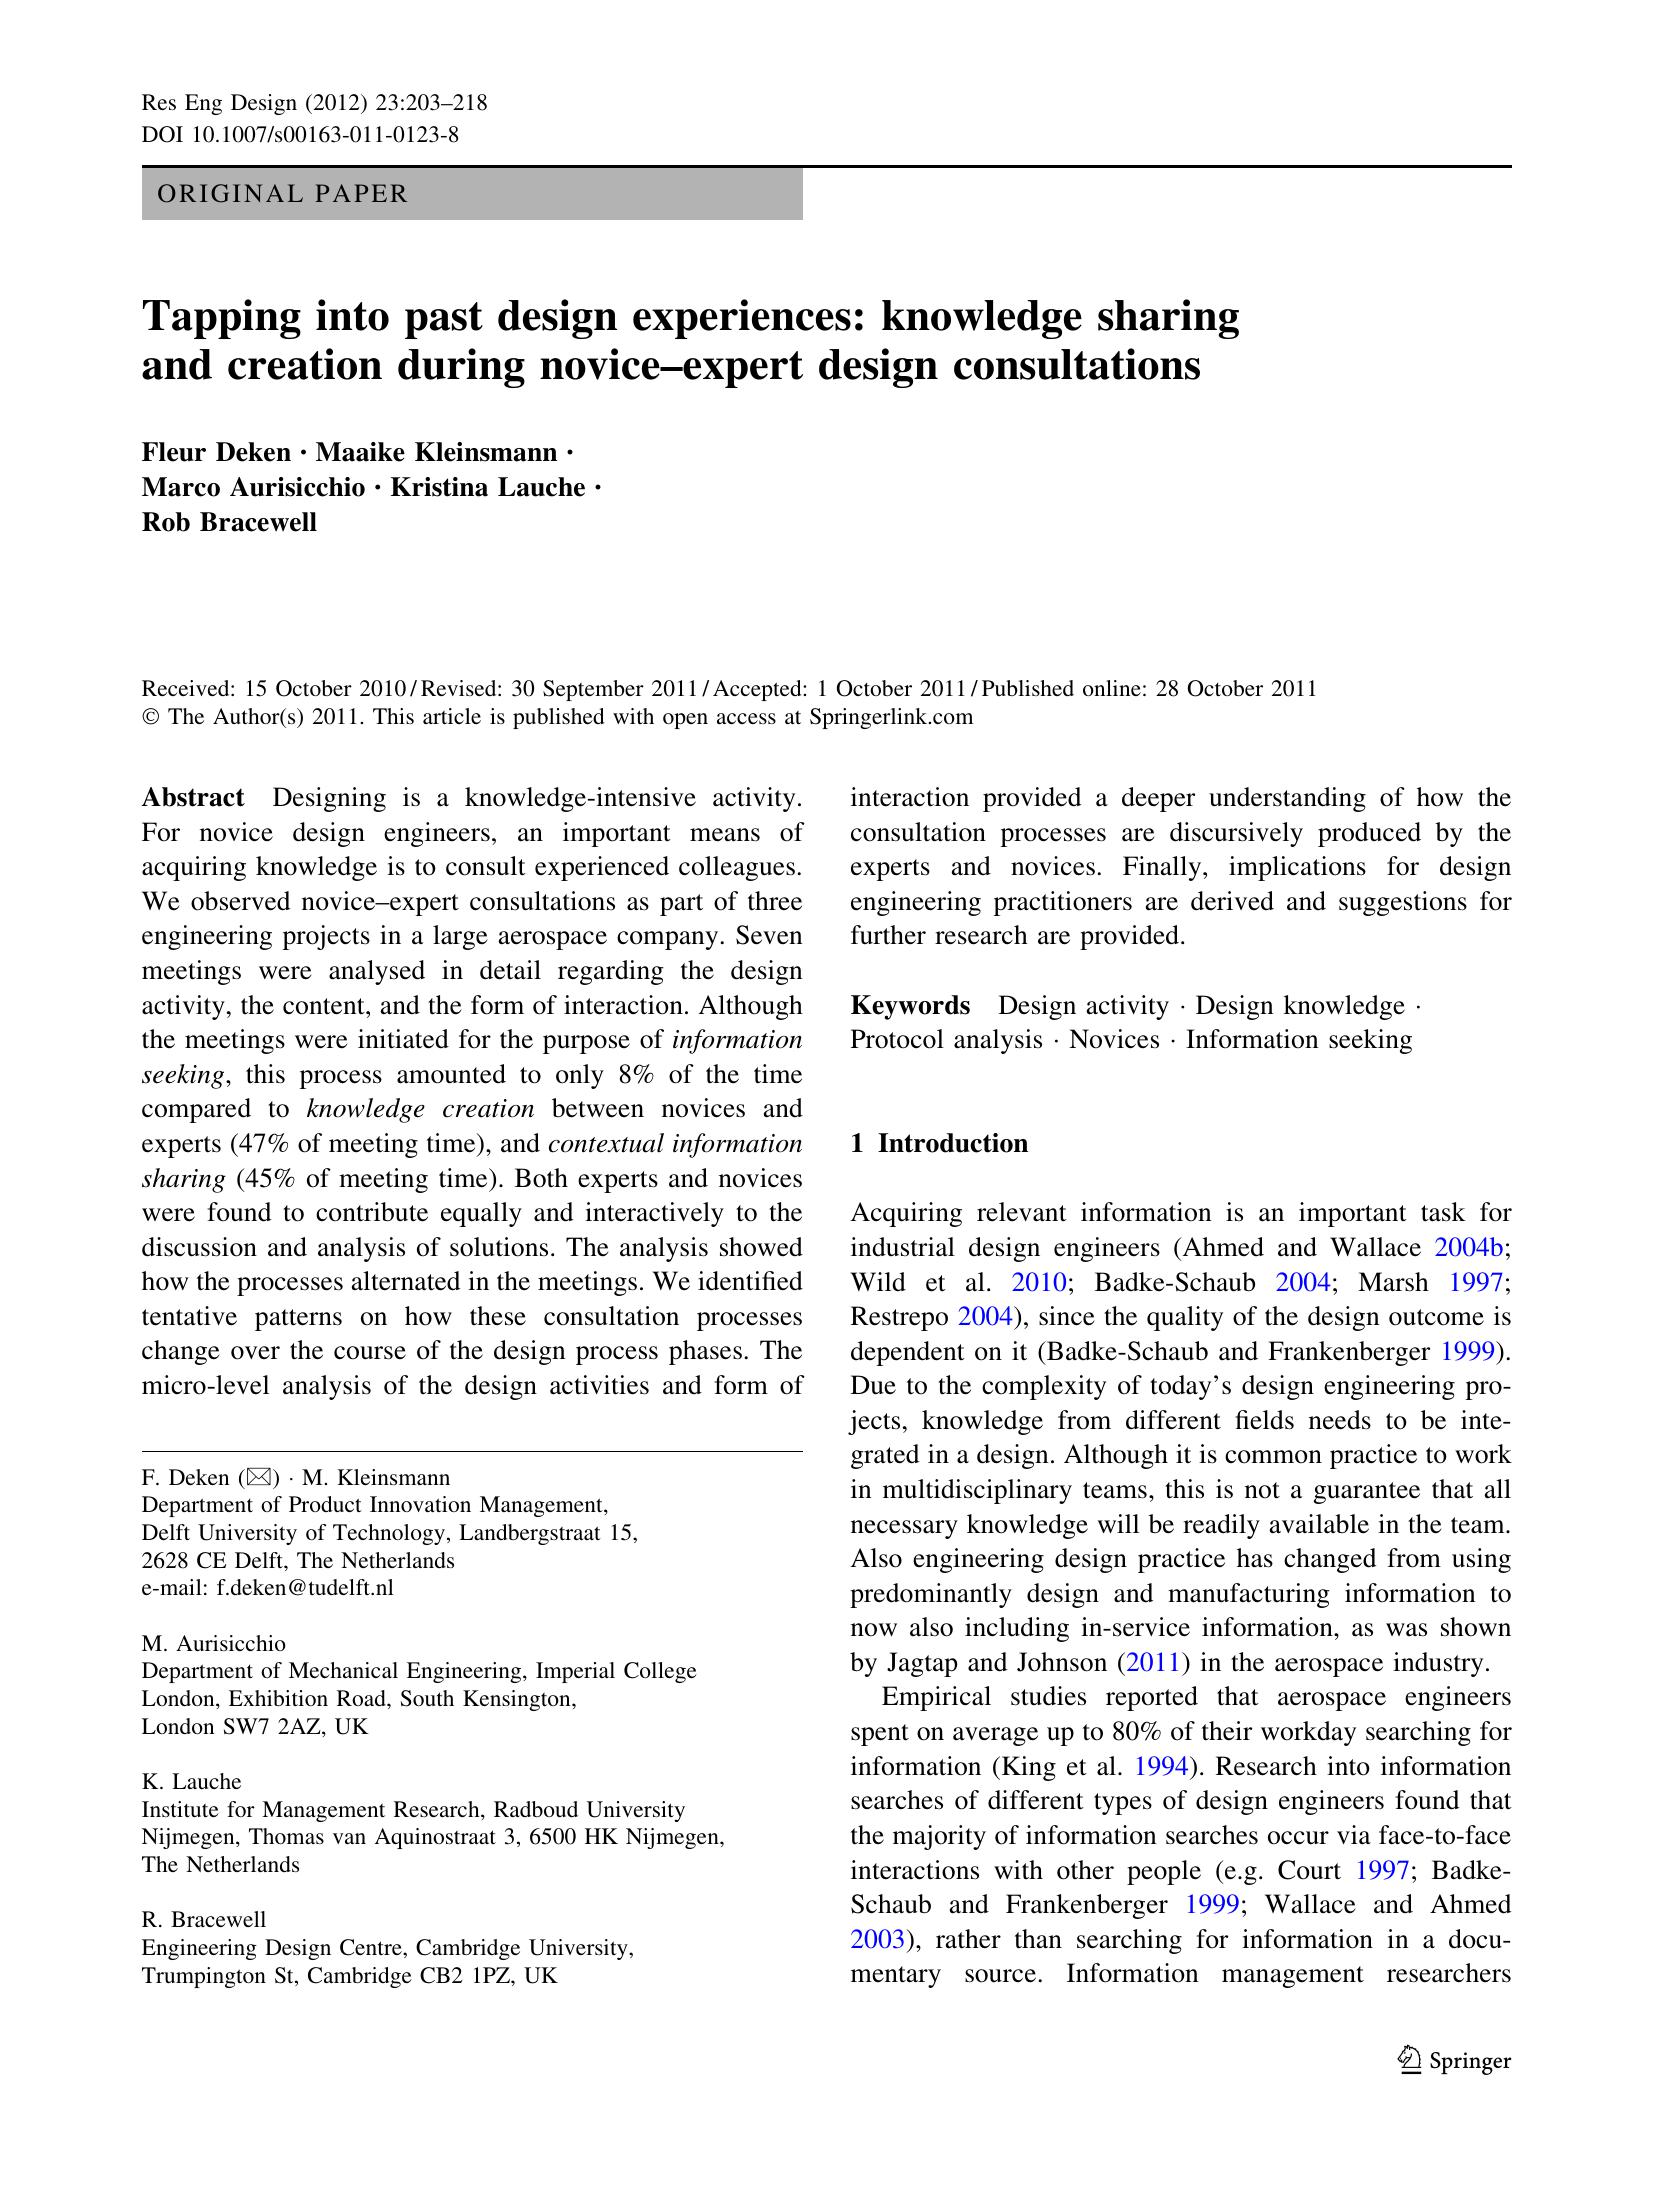 Res Eng Design (2012) 23:203–218
DOI 10.1007/s00163-011-0123-8
ORIGINAL PAPER
Tapping into past design experiences: knowledge sharing
and creation during novice–expert design consultations
Fleur Deken · Maaike Kleinsmann ·
Marco Aurisicchio · Kristina Lauche ·
Rob Bracewell
Received: 15 October 2010 / Revised: 30 September 2011 / Accepted: 1 October 2011 / Published online: 28 October 2011
© The Author(s) 2011. This article is published with open access at Springerlink.com
Abstract Designing is a knowledge-intensive activity.
For novice design engineers, an important means of
acquiring knowledge is to consult experienced colleagues.
We observed novice–expert consultations as part of three
engineering projects in a large aerospace company. Seven
meetings were analysed in detail regarding the design
activity, the content, and the form of interaction. Although
the meetings were initiated for the purpose of information
seeking, this process amounted to only 8% of the time
compared to knowledge creation between novices and
experts (47% of meeting time), and contextual information
sharing (45% of meeting time). Both experts and novices
were found to contribute equally and interactively to the
discussion and analysis of solutions. The analysis showed
how the processes alternated in the meetings. We identified
tentative patterns on how these consultation processes
change over the course of the design process phases. The
micro-level analysis of the design activities and form of
interaction provided a deeper understanding of how the
consultation processes are discursively produced by the
experts and novices. Finally, implications for design
engineering practitioners are derived and suggestions for
further research are provided.
Keywords Design activity · Design knowledge ·
Protocol analysis · Novices · Information seeking
F. Deken (✉) · M. Kleinsmann
Department of Product Innovation Management,
Delft University of Technology, Landbergstraat 15,
2628 CE Delft, The Netherlands
e-mail: f.deken@tudelft.nl
M. Aurisicchio
Department of Mechanical Engineering, Imperial College
London, Exhibition Road, South Kensington,
London SW7 2AZ, UK
K. Lauche
Institute for Management Research, Radboud University
Nijmegen, Thomas van Aquinostraat 3, 6500 HK Nijmegen,
The Netherlands
R. Bracewell
Engineering Design Centre, Cambridge University,
Trumpington St, Cambridge CB2 1PZ, UK
1 Introduction
Acquiring relevant information is an important task for
industrial design engineers (Ahmed and Wallace 2004b;
Wild et al. 2010; Badke-Schaub 2004; Marsh 1997;
Restrepo 2004), since the quality of the design outcome is
dependent on it (Badke-Schaub and Frankenberger 1999).
Due to the complexity of today's design engineering pro-
jects, knowledge from different fields needs to be inte-
grated in a design. Although it is common practice to work
in multidisciplinary teams, this is not a guarantee that all
necessary knowledge will be readily available in the team.
Also engineering design practice has changed from using
predominantly design and manufacturing information to
now also including in-service information, as was shown
by Jagtap and Johnson (2011) in the aerospace industry.
Empirical studies reported that aerospace engineers
spent on average up to 80% of their workday searching for
information (King et al. 1994). Research into information
searches of different types of design engineers found that
the majority of information searches occur via face-to-face
interactions with other people (e.g. Court 1997; Badke-
Schaub and Frankenberger 1999; Wallace and Ahmed
2003), rather than searching for information in a docu-
mentary source. Information management researchers
Springer